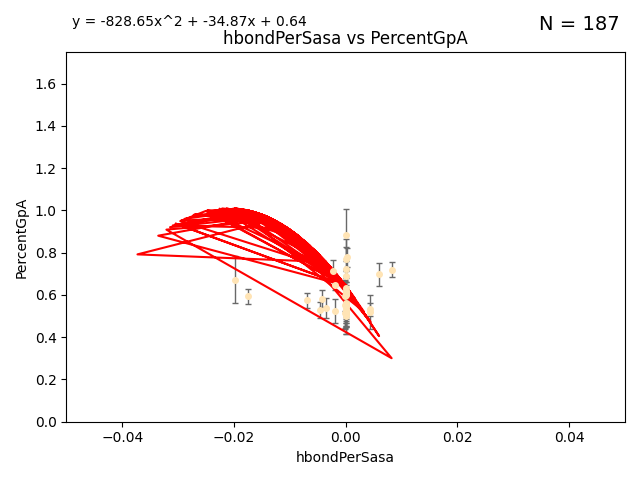 y = -828.65x^2 + -34.87x + 0.64
N = 187
hbondPerSasa vs PercentGpA
1.6
1.4
1.2
1.0
0.8
0.6
0.4
0.2
0.0
PercentGpA
−0.04
−0.02
0.00
0.02
0.04
hbondPerSasa